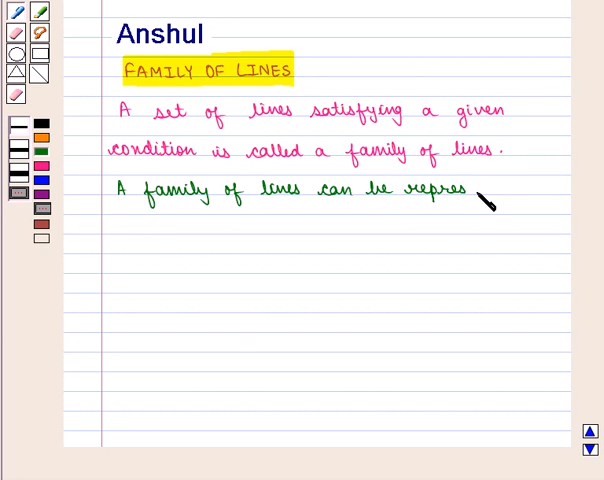 Anshul
FAMILY OF LINES
A set of lines satisfying a given
condition is called a family of lines.
A family of lines can be repres